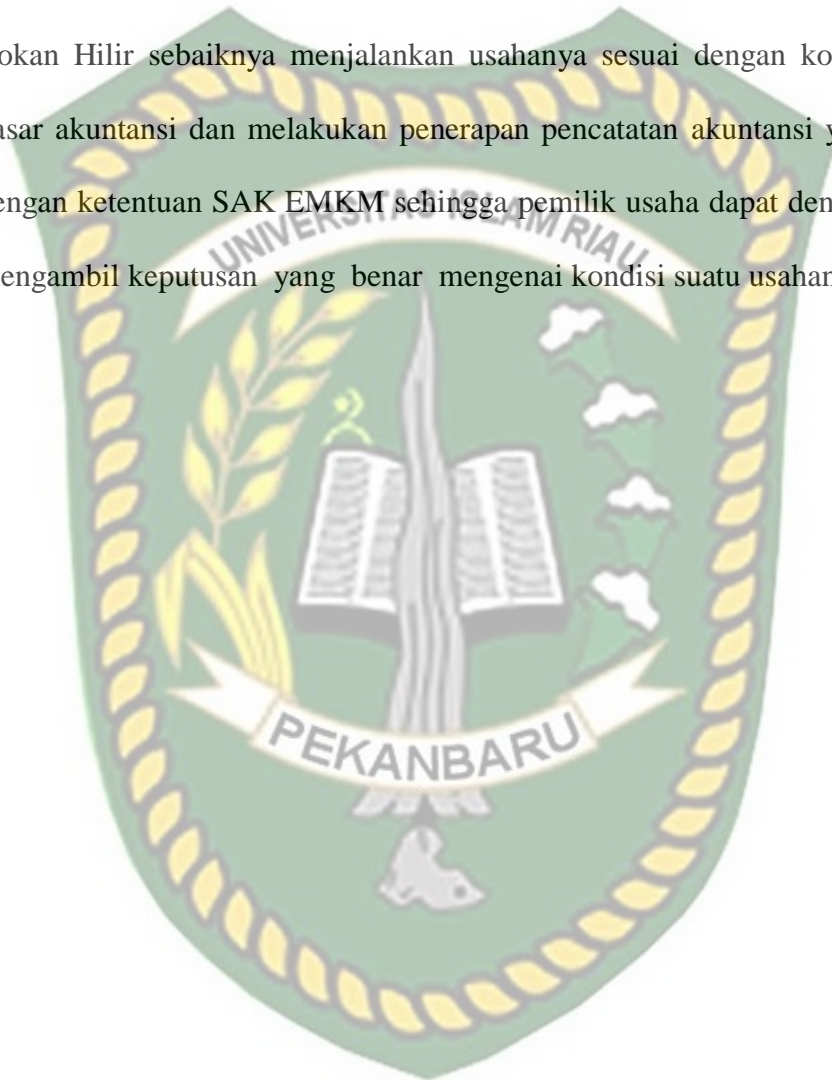 okan Hilir sebaiknya menjalankan usahanya sesuai dengan ko
asar akuntansi dan melakukan penerapan pencatatan akuntansi y
engan ketentuan SAK EMKM sehingga pemilik usaha dapat den
engambil keputusan yang benar mengenai kondisi suatu usahan
UNIVERSITAS ISLAM RIAU
PEKANBARU